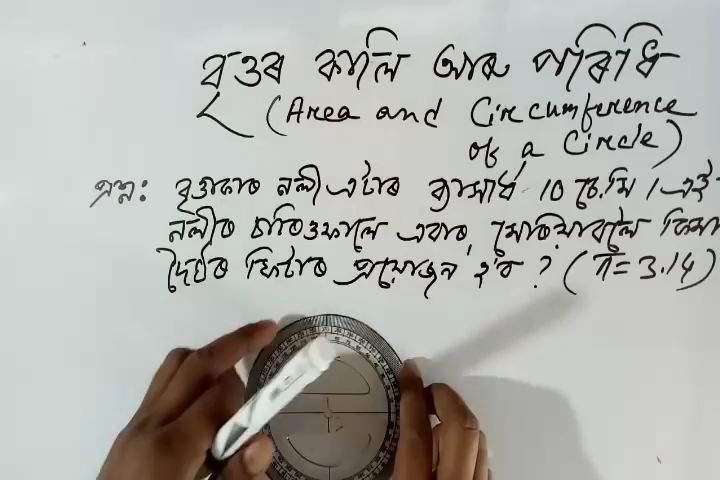 বৃত্তৰ কালি আৰু পৰিধি
(Area and Circumference
of a Circle)
প্ৰশ্ন: বৃত্তাকাৰ নলী এটাৰ ব্যাসাৰ্ধ 10 চে.মি । এই
নলীৰ চাৰিওফালে এবাৰ মেৰিয়াবলৈ কিমা
দৈৰ্ঘৰ ফিটাৰ প্ৰয়োজন হ'ব ? (π = 3.14)